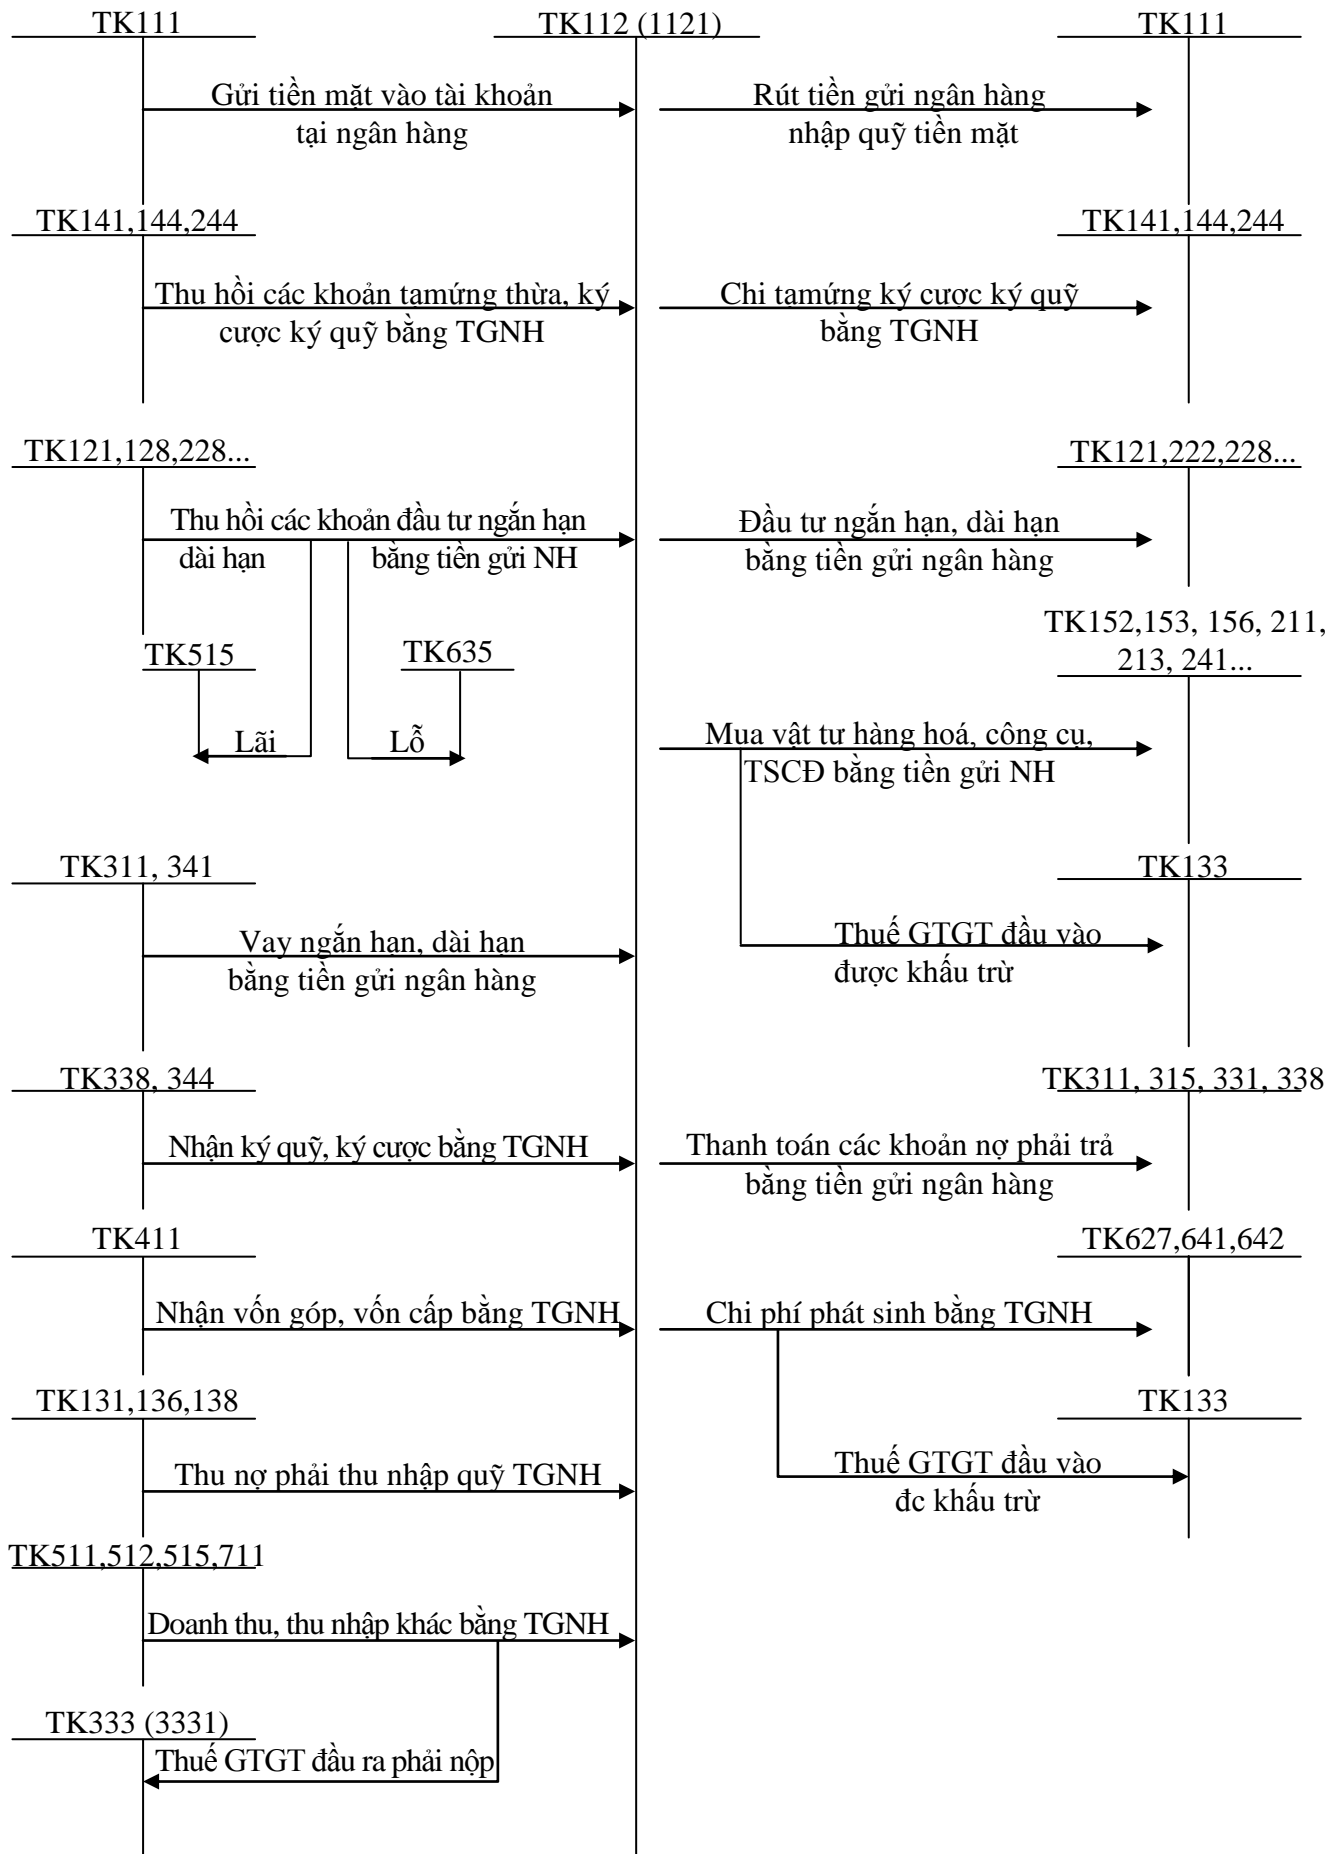 TK111
TK112 (1121)
TK111
Gửi tiền mặt vào tài khoản
tại ngân hàng
Rút tiền gửi ngân hàng
nhập quỹ tiền mặt
TK141,144,244
TK141,144,244
Thu hồi các khoản tạmứng thừa, ký
cược ký quỹ bằng TGNH
Chi tạmứng ký cược ký quỹ
bằng TGNH
TK121,128,228...
TK121,222,228...
Thu hồi các khoản đầu tư ngắn hạn
dài hạn
bằng tiền gửi NH
Đầu tư ngắn hạn, dài hạn
bằng tiền gửi ngân hàng
TK152,153, 156, 211,
213, 241...
TK515
TK635
Lãi
Lỗ
Mua vật tư hàng hoá, công cụ,
TSCĐ bằng tiền gửi NH
TK311, 341
TK133
Vay ngắn hạn, dài hạn
bằng tiền gửi ngân hàng
Thuế GTGT đầu vào
được khấu trừ
TK338, 344
TK311, 315, 331, 338
Nhận ký quỹ, ký cược bằng TGNH
Thanh toán các khoản nợ phải trả
bằng tiền gửi ngân hàng
TK411
TK627,641,642
Nhận vốn góp, vốn cấp bằng TGNH
Chi phí phát sinh bằng TGNH
TK131,136,138
TK133
Thu nợ phải thu nhập quỹ TGNH
Thuế GTGT đầu vào
đc khấu trừ
TK511,512,515,711
Doanh thu, thu nhập khác bằng TGNH
TK333 (3331)
Thuế GTGT đầu ra phải nộp